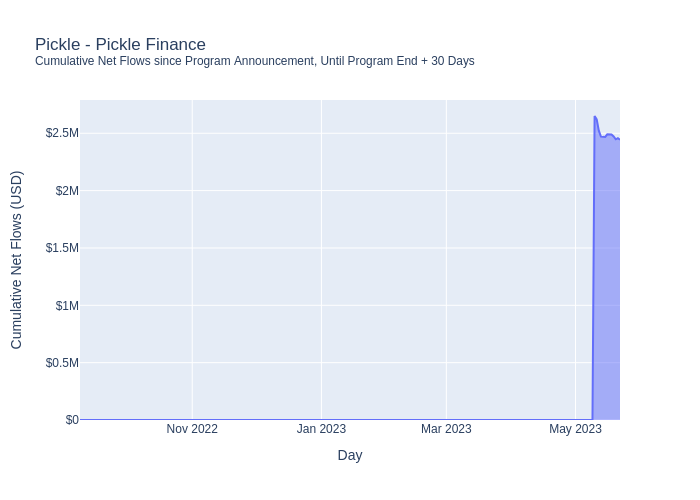 Pickle - Pickle Finance
Cumulative Net Flows since Program Announcement, Until Program End + 30 Days
Cumulative Net Flows (USD)
$2.5M
$2M
$1.5M
$1M
$0.5M
$0
Nov 2022
Jan 2023
Mar 2023
May 2023
Day